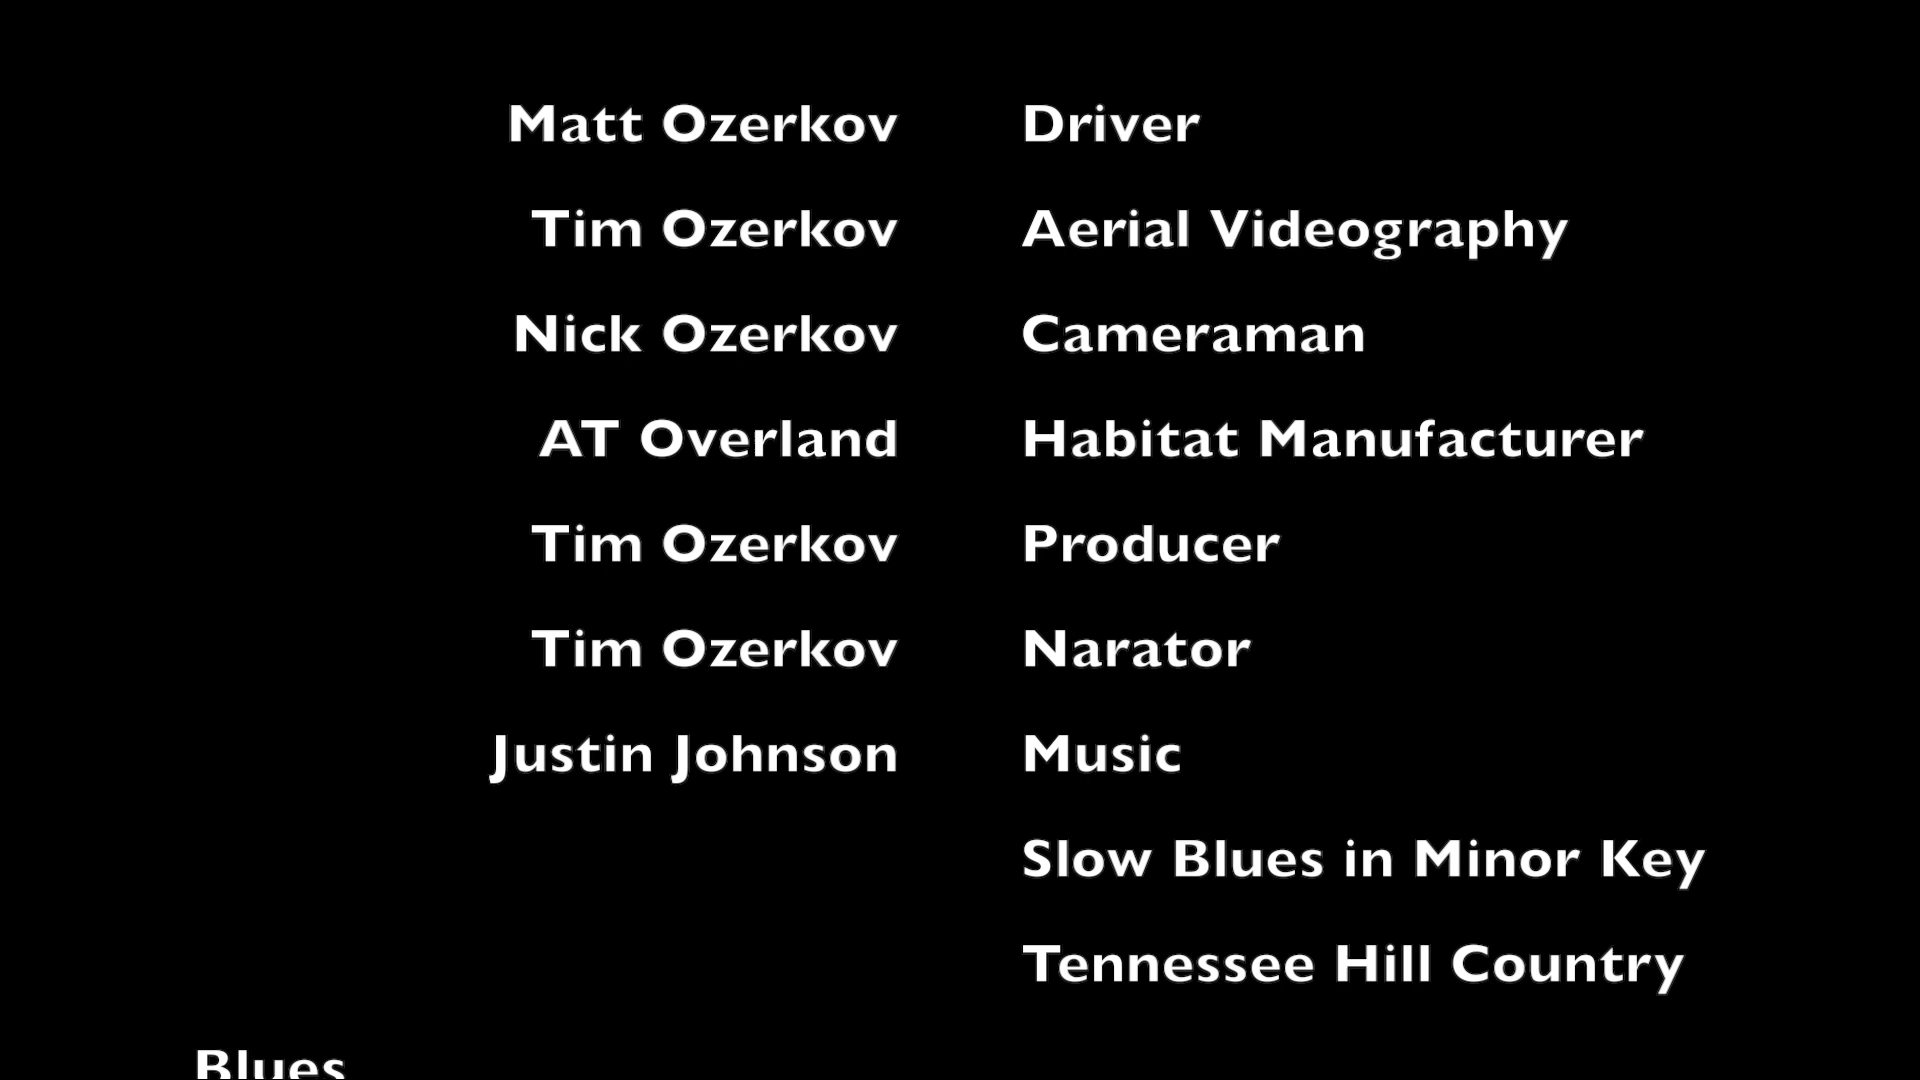 Matt Ozerkov Driver
Tim Ozerkov Aerial Videography
Nick Ozerkov Cameraman
AT Overland Habitat Manufacturer
Tim Ozerkov Producer
Tim Ozerkov Narator
Justin Johnson Music
Slow Blues in Minor Key
Tennessee Hill Country
Blues